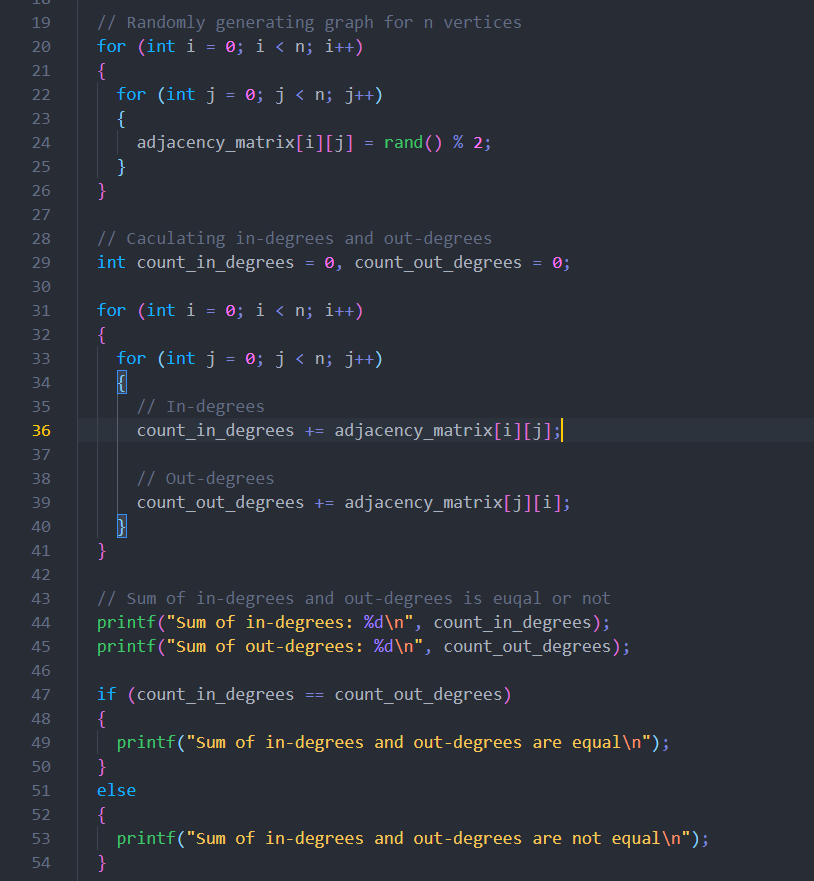 19 // Randomly generating graph for n vertices
20 for (int i = 0; i < n; i++)
21 {
22   for (int j = 0; j < n; j++)
23   {
24     adjacency_matrix[i][j] = rand() % 2;
25   }
26 }
27
28 // Caculating in-degrees and out-degrees
29 int count_in_degrees = 0, count_out_degrees = 0;
30
31 for (int i = 0; i < n; i++)
32 {
33   for (int j = 0; j < n; j++)
34   {
35     // In-degrees
36     count_in_degrees += adjacency_matrix[i][j];
37
38     // Out-degrees
39     count_out_degrees += adjacency_matrix[j][i];
40   }
41 }
42
43 // Sum of in-degrees and out-degrees is euqal or not
44 printf("Sum of in-degrees: %d\n", count_in_degrees);
45 printf("Sum of out-degrees: %d\n", count_out_degrees);
46
47 if (count_in_degrees == count_out_degrees)
48 {
49   printf("Sum of in-degrees and out-degrees are equal\n");
50 }
51 else
52 {
53   printf("Sum of in-degrees and out-degrees are not equal\n");
54 }